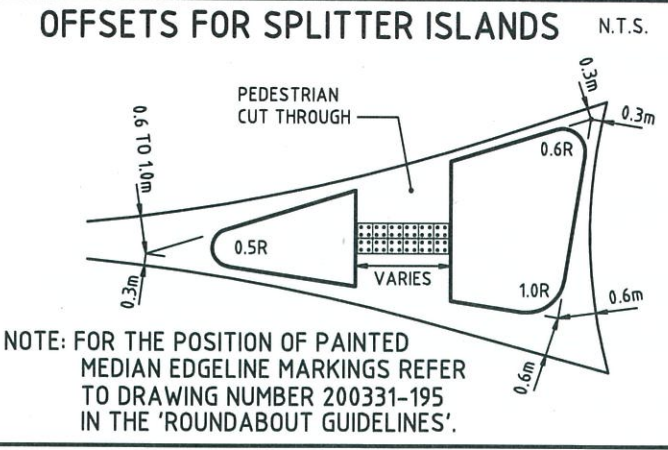 OFFSETS FOR SPLITTER ISLANDS N.T.S.
0.3m
0.3m
PEDESTRIAN
CUT THROUGH
0.6 TO 1.0m
0.6R
0.5R
VARIES
1.0R
0.6m
0.3m
0.6m
NOTE: FOR THE POSITION OF PAINTED
MEDIAN EDGELINE MARKINGS REFER
TO DRAWING NUMBER 200331-195
IN THE 'ROUNDABOUT GUIDELINES'.